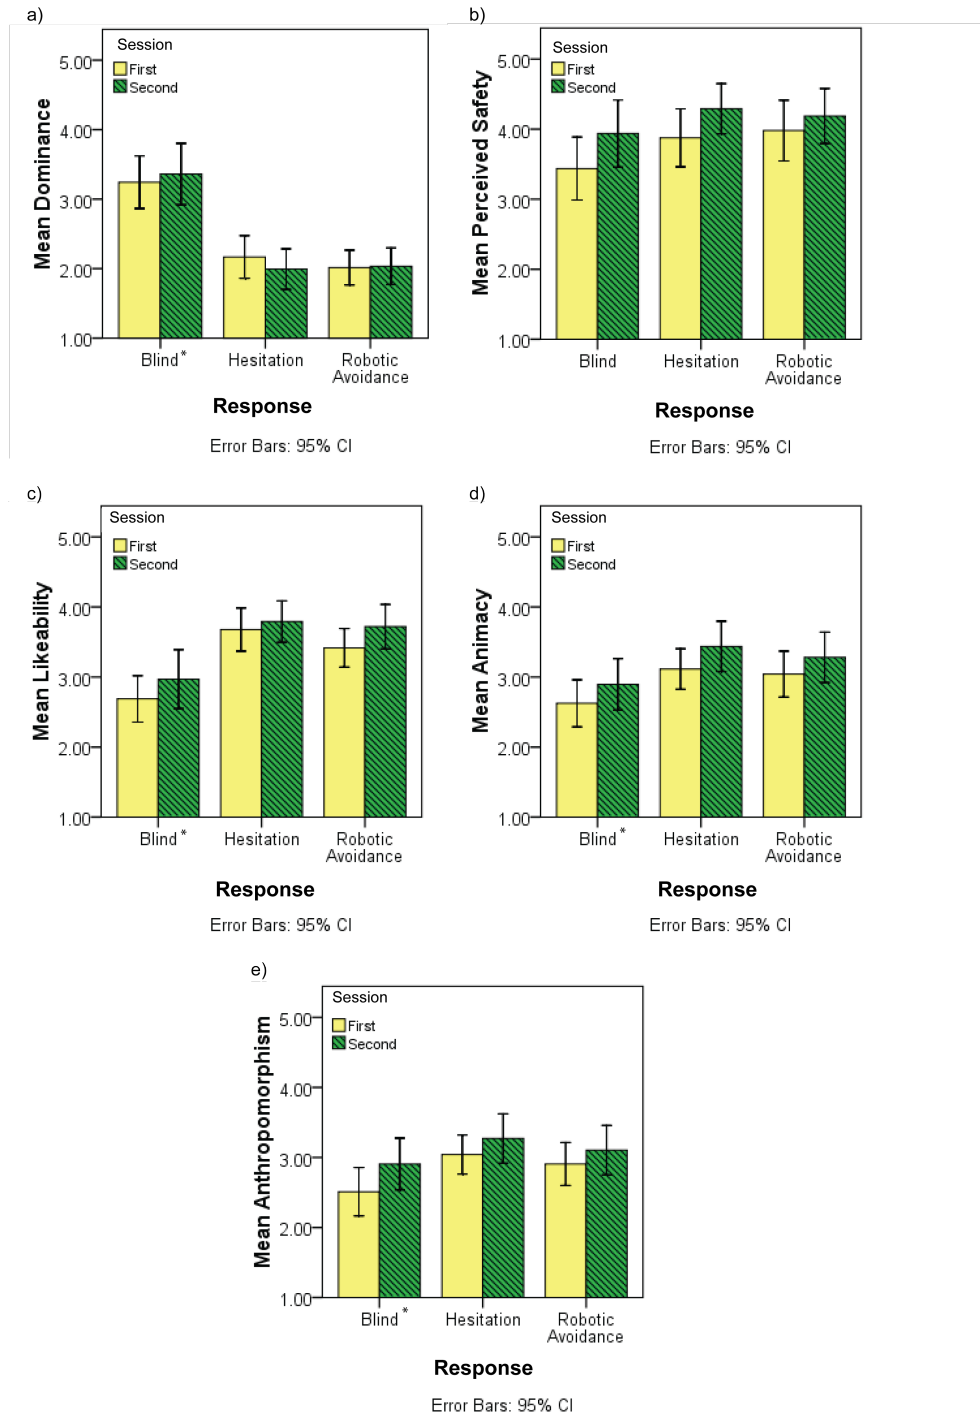 a)
Session
First
Second
5.00
4.00
3.00
2.00
1.00
Mean Dominance
Blind*
Hesitation
Robotic
Avoidance
Response
Error Bars: 95% CI
b)
Session
First
Second
5.00
4.00
3.00
2.00
1.00
Mean Perceived Safety
Blind
Hesitation
Robotic
Avoidance
Response
Error Bars: 95% CI
c)
Session
First
Second
5.00
4.00
3.00
2.00
1.00
Mean Likeability
Blind*
Hesitation
Robotic
Avoidance
Response
Error Bars: 95% CI
d)
Session
First
Second
5.00
4.00
3.00
2.00
1.00
Mean Animacy
Blind *
Hesitation
Robotic
Avoidance
Response
Error Bars: 95% CI
e)
Session
First
Second
5.00
4.00
3.00
2.00
1.00
Mean Anthropomorphism
Blind *
Hesitation
Robotic
Avoidance
Response
Error Bars: 95% CI